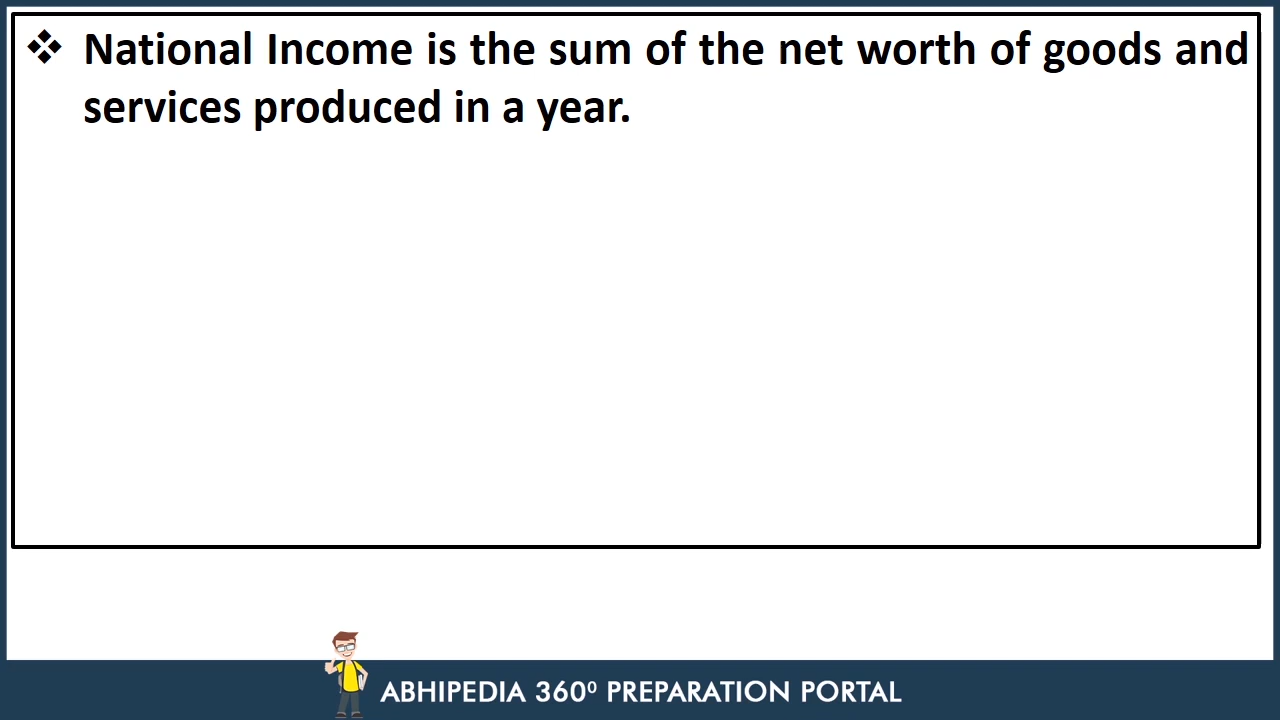 ❖ National Income is the sum of the net worth of goods and
services produced in a year.
ABHIPEDIA 360⁰ PREPARATION PORTAL